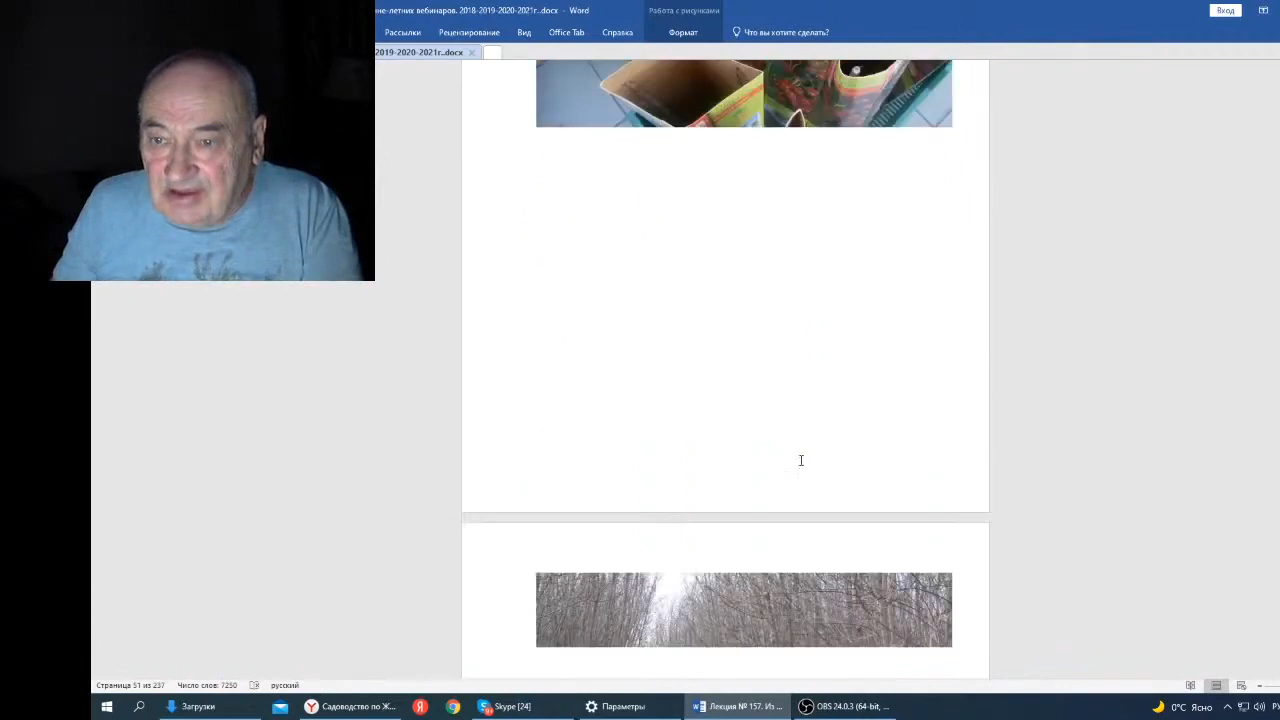 не-летних вебинаров. 2018-2019-2020-2021г..docx - Word
Работа с рисунками
Вход
Рассылки
Рецензирование
Вид
Office Tab
Справка
Формат
Что вы хотите сделать?
2019-2020-2021г..docx
Страница 51 из 237
Число слов: 7250
русский
Загрузки
Садоводство по Ж...
Я
Skype [24]
Параметры
Лекция № 157. Из ...
OBS 24.0.3 (64-bit, ...
0°C Ясно